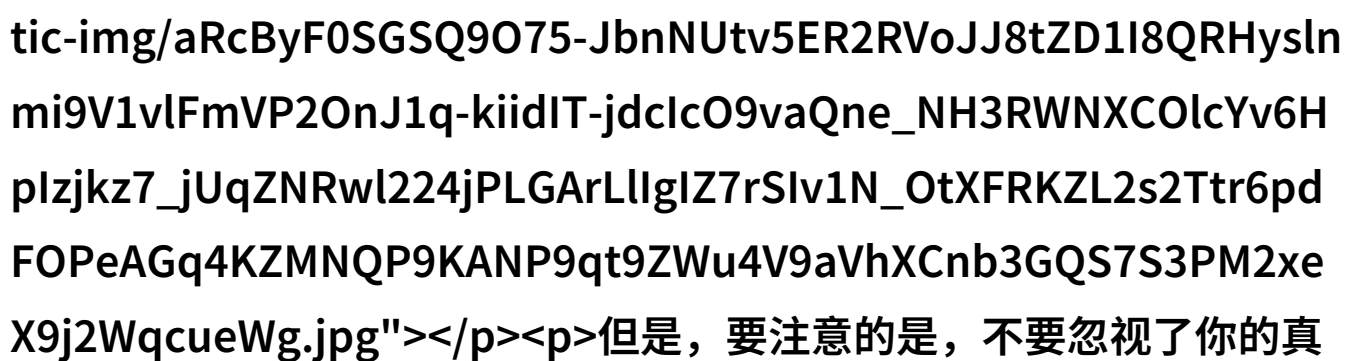 tic-img/aRcByF0SGSQ9O75-JbnNUtv5ER2RVoJJ8tZD1I8QRHysln
mi9V1vlFmVP2OnJ1q-kiidIT-jdcIcO9vaQne_NH3RWNXCOlcYv6H
pIzjkz7_jUqZNRwl224jPLGArLlIgIZ7rSIv1N_OtXFRKZL2s2Ttr6pd
FOPeAGq4KZMNQP9KANP9qt9ZWu4V9aVhXCnb3GQS7S3PM2xe
X9j2WqcueWg.jpg"></p><p>但是，要注意的是，不要忽视了你的真